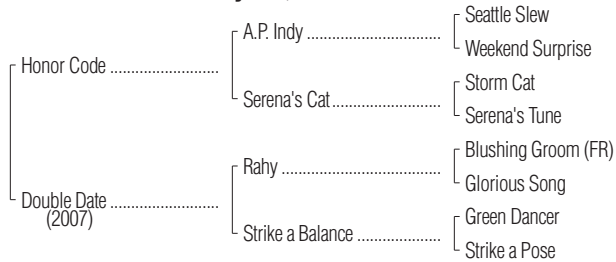 Seattle Slew
A.P. Indy ................................
Weekend Surprise
Honor Code ..........................
Storm Cat
Serena's Cat ..........................
Serena's Tune
Blushing Groom (FR)
Rahy ......................................
Glorious Song
Double Date ..........................
(2007)
Green Dancer
Strike a Balance ....................
Strike a Pose